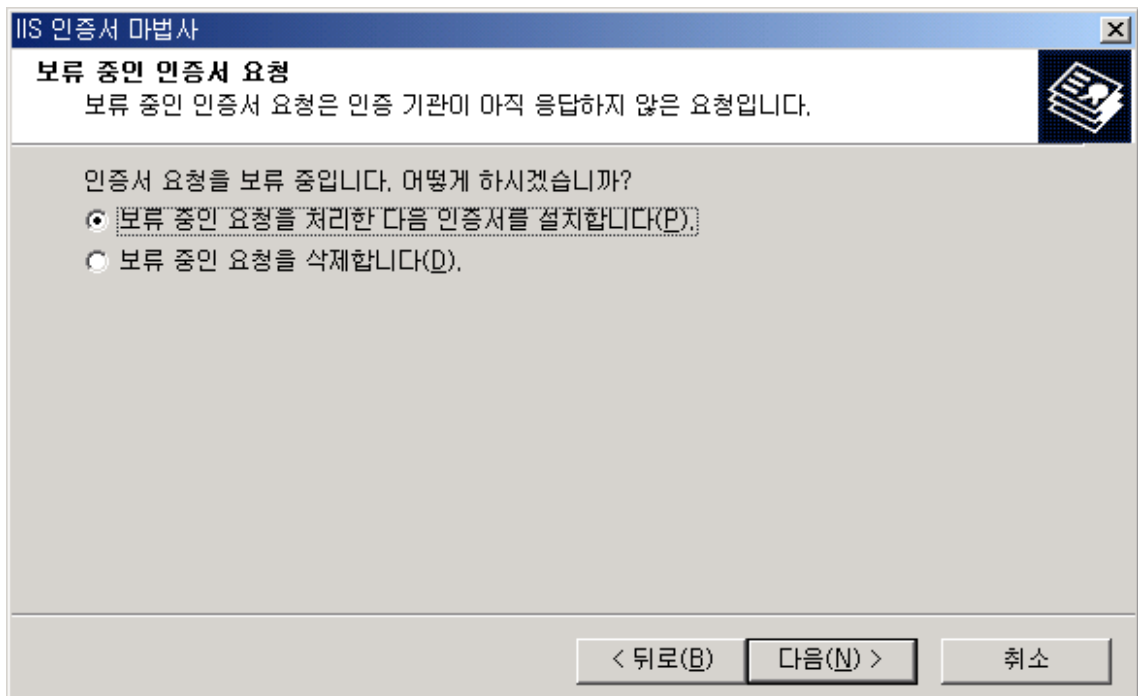 IIS 인증서 마법사
보류 중인 인증서 요청
보류 중인 인증서 요청은 인증 기관이 아직 응답하지 않은 요청입니다.
인증서 요청을 보류 중입니다. 어떻게 하시겠습니까?
보류 중인 요청을 처리한 다음 인증서를 설치합니다(P).
보류 중인 요청을 삭제합니다(D).
< 뒤로(B) 다음(N) > 취소